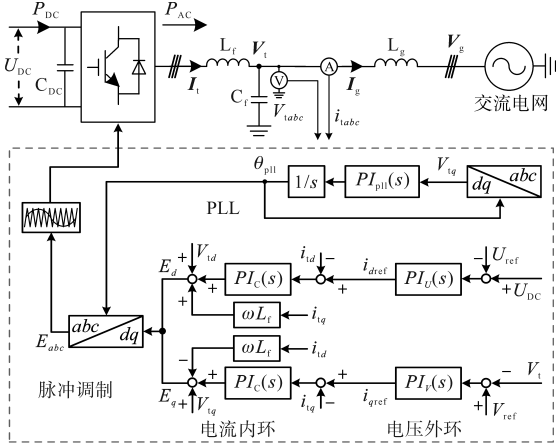 P_DC
P_AC
U_DC
C_DC
I_t
L_f
V_t
V
V_tabc
C_f
A
i_tabc
I_g
L_g
V_g
交流电网
θ_pll
1/s
PI_pll(s)
V_tq
abc
dq
PLL
V_td
E_d
+
+
+
PI_C(s)
i_td
−
+
i_dref
PI_U(s)
−
U_ref
+U_DC
ωL_f
i_tq
abc
dq
E_abc
ωL_f
i_td
−
E_q
+
+
V_tq
PI_C(s)
i_tq
+
−
i_qref
PI_V(s)
−
V_t
+
V_ref
脉冲调制
电流内环
电压外环